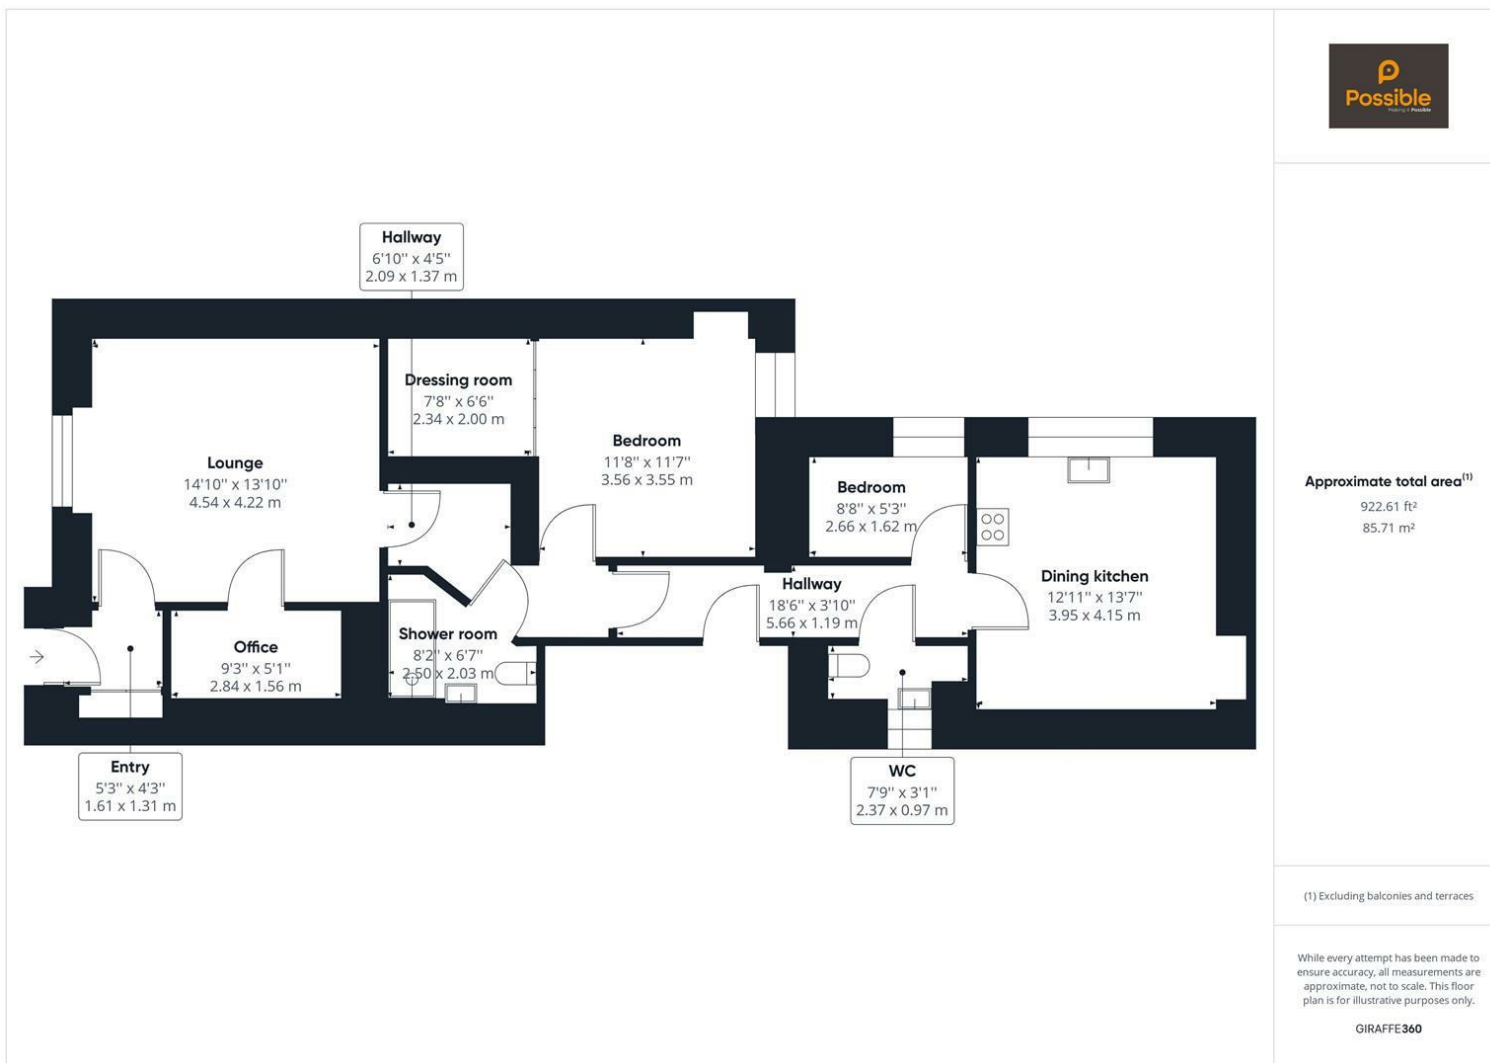 Possible
Making it Possible
Hallway
6'10" x 4'5"
2.09 x 1.37 m
Dressing room
7'8" x 6'6"
2.34 x 2.00 m
Bedroom
11'8" x 11'7"
3.56 x 3.55 m
Lounge
14'10" x 13'10"
4.54 x 4.22 m
Bedroom
8'8" x 5'3"
2.66 x 1.62 m
Dining kitchen
12'11" x 13'7"
3.95 x 4.15 m
Hallway
18'6" x 3'10"
5.66 x 1.19 m
Office
9'3" x 5'1"
2.84 x 1.56 m
Shower room
8'2" x 6'7"
2.50 x 2.03 m
Entry
5'3" x 4'3"
1.61 x 1.31 m
WC
7'9" x 3'1"
2.37 x 0.97 m
Approximate total area(1)
922.61 ft²
85.71 m²
(1) Excluding balconies and terraces
While every attempt has been made to
ensure accuracy, all measurements are
approximate, not to scale. This floor
plan is for illustrative purposes only.
GIRAFFE360